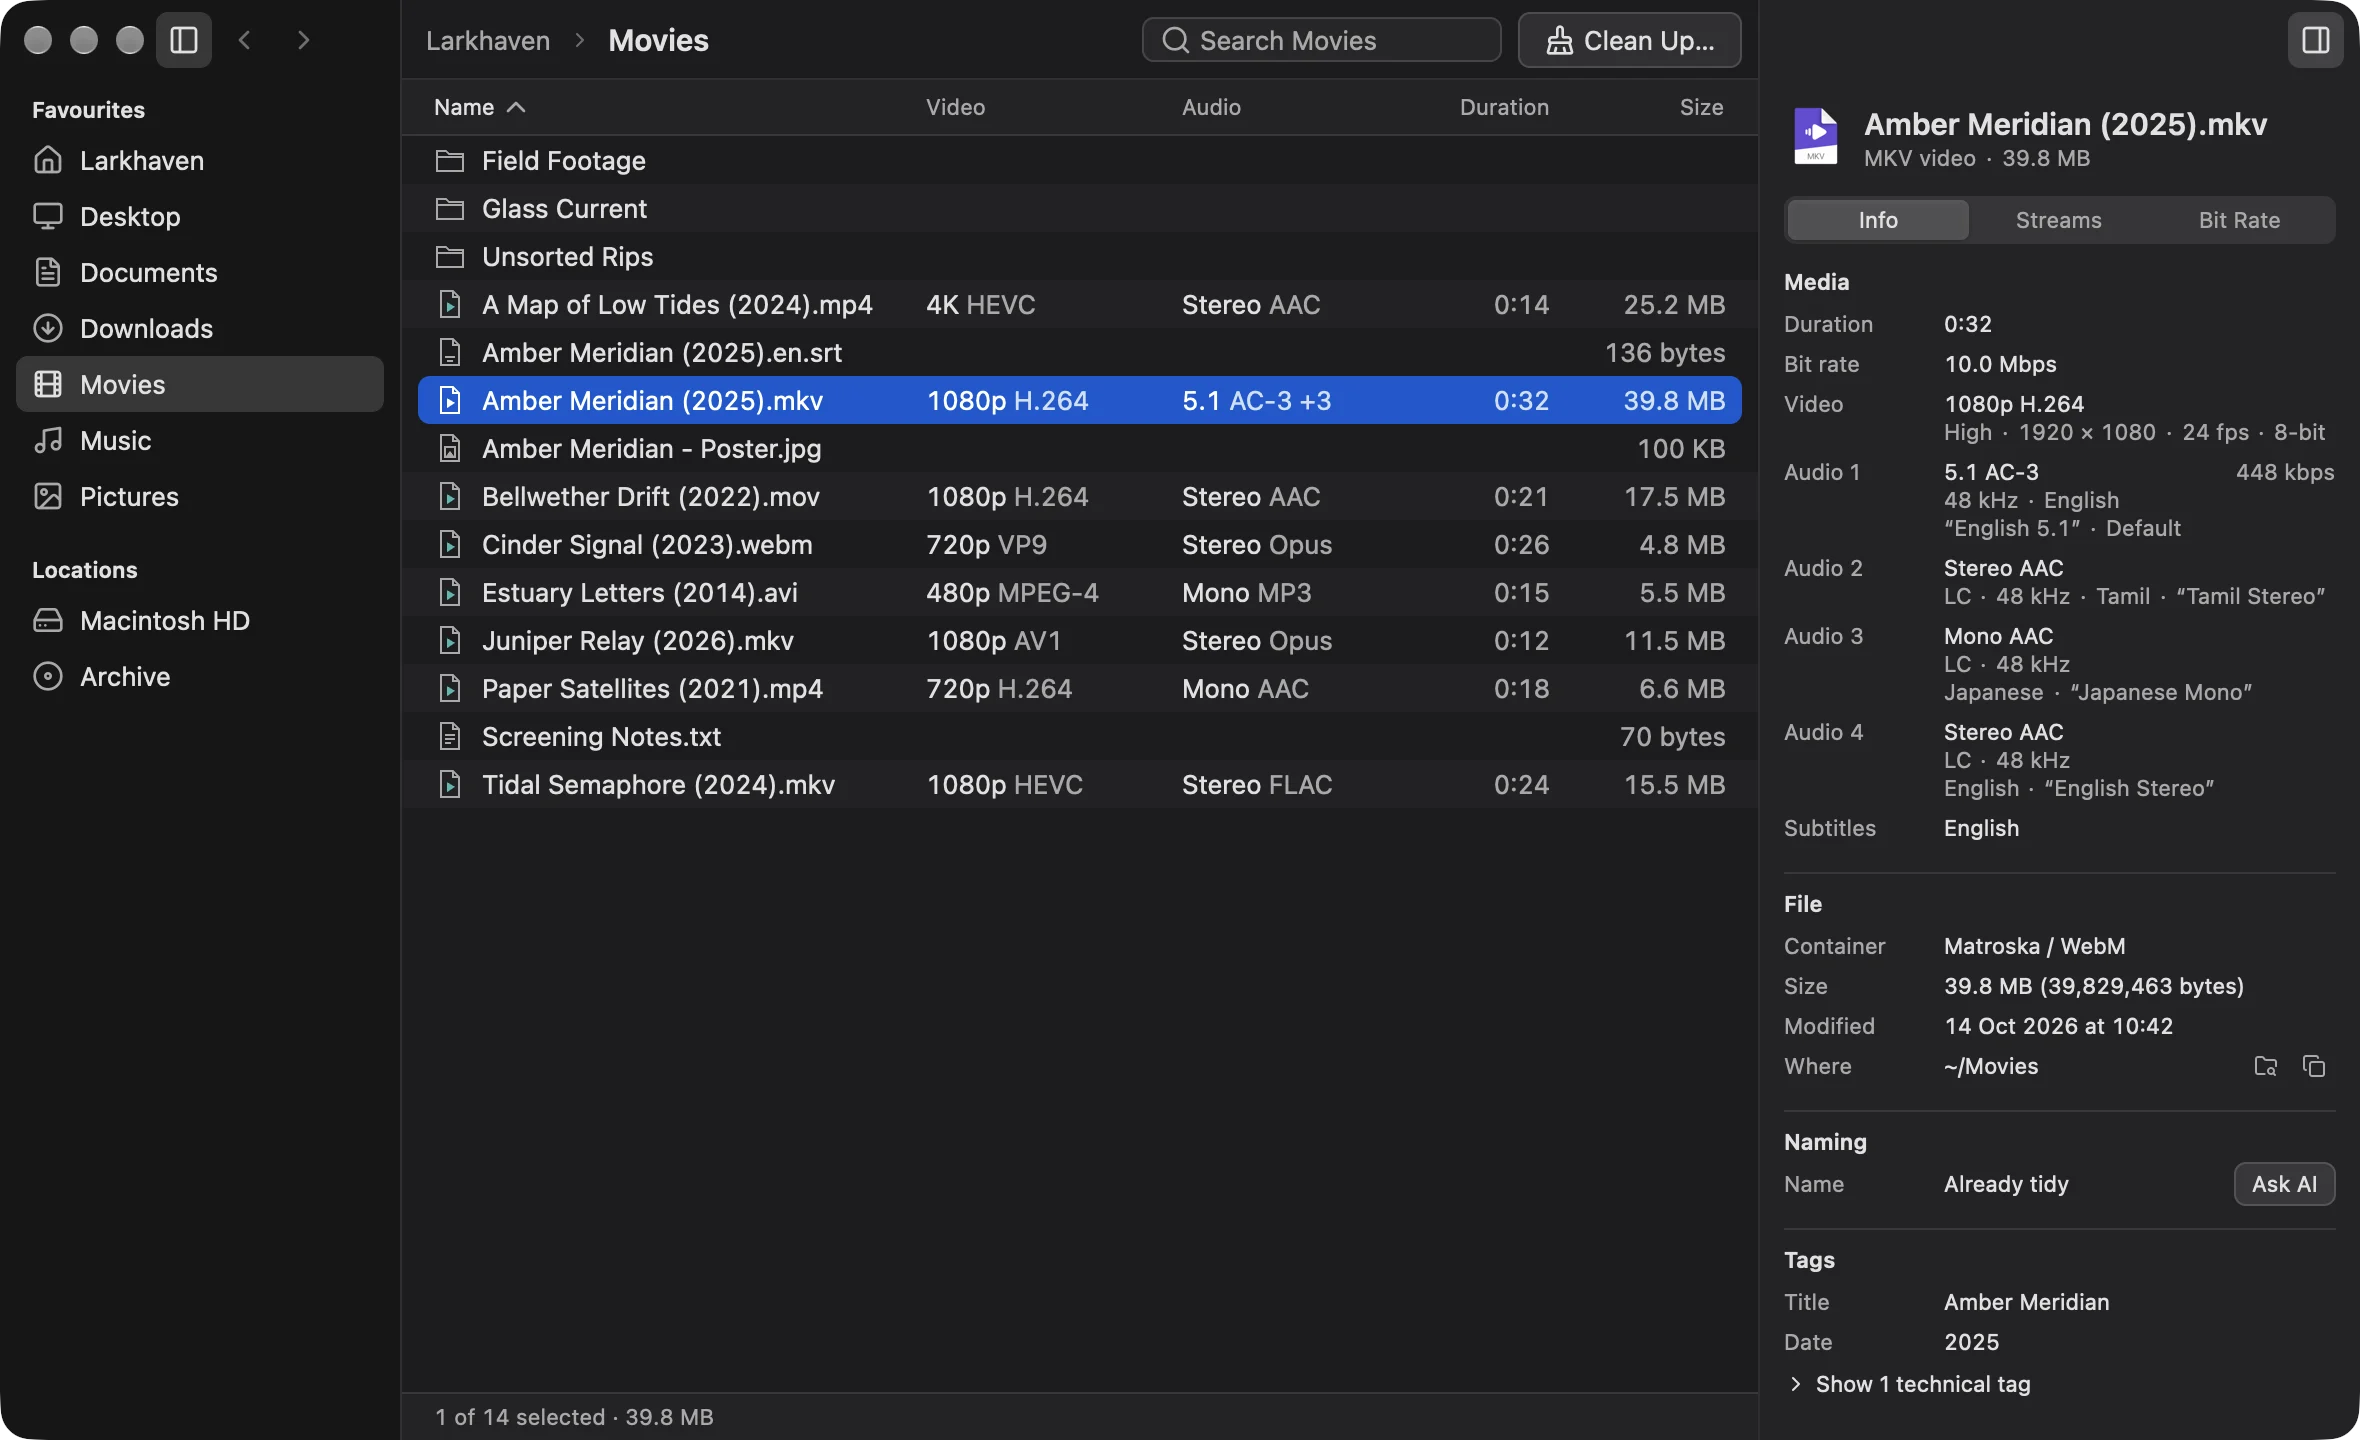 Larkhaven › Movies
Search Movies
Clean Up...
Favourites
Larkhaven
Desktop
Documents
Downloads
Movies
Music
Pictures
Locations
Macintosh HD
Archive
Name Video Audio Duration Size
Field Footage
Glass Current
Unsorted Rips
A Map of Low Tides (2024).mp4 4K HEVC Stereo AAC 0:14 25.2 MB
Amber Meridian (2025).en.srt 136 bytes
Amber Meridian (2025).mkv 1080p H.264 5.1 AC-3 +3 0:32 39.8 MB
Amber Meridian - Poster.jpg 100 KB
Bellwether Drift (2022).mov 1080p H.264 Stereo AAC 0:21 17.5 MB
Cinder Signal (2023).webm 720p VP9 Stereo Opus 0:26 4.8 MB
Estuary Letters (2014).avi 480p MPEG-4 Mono MP3 0:15 5.5 MB
Juniper Relay (2026).mkv 1080p AV1 Stereo Opus 0:12 11.5 MB
Paper Satellites (2021).mp4 720p H.264 Mono AAC 0:18 6.6 MB
Screening Notes.txt 70 bytes
Tidal Semaphore (2024).mkv 1080p HEVC Stereo FLAC 0:24 15.5 MB
1 of 14 selected · 39.8 MB
MKV
Amber Meridian (2025).mkv
MKV video · 39.8 MB
Info Streams Bit Rate
Media
Duration 0:32
Bit rate 10.0 Mbps
Video 1080p H.264
High · 1920 × 1080 · 24 fps · 8-bit
Audio 1 5.1 AC-3 448 kbps
48 kHz · English
“English 5.1” · Default
Audio 2 Stereo AAC
LC · 48 kHz · Tamil · “Tamil Stereo”
Audio 3 Mono AAC
LC · 48 kHz
Japanese · “Japanese Mono”
Audio 4 Stereo AAC
LC · 48 kHz
English · “English Stereo”
Subtitles English
File
Container Matroska / WebM
Size 39.8 MB (39,829,463 bytes)
Modified 14 Oct 2026 at 10:42
Where ~/Movies
Naming
Name Already tidy Ask AI
Tags
Title Amber Meridian
Date 2025
Show 1 technical tag